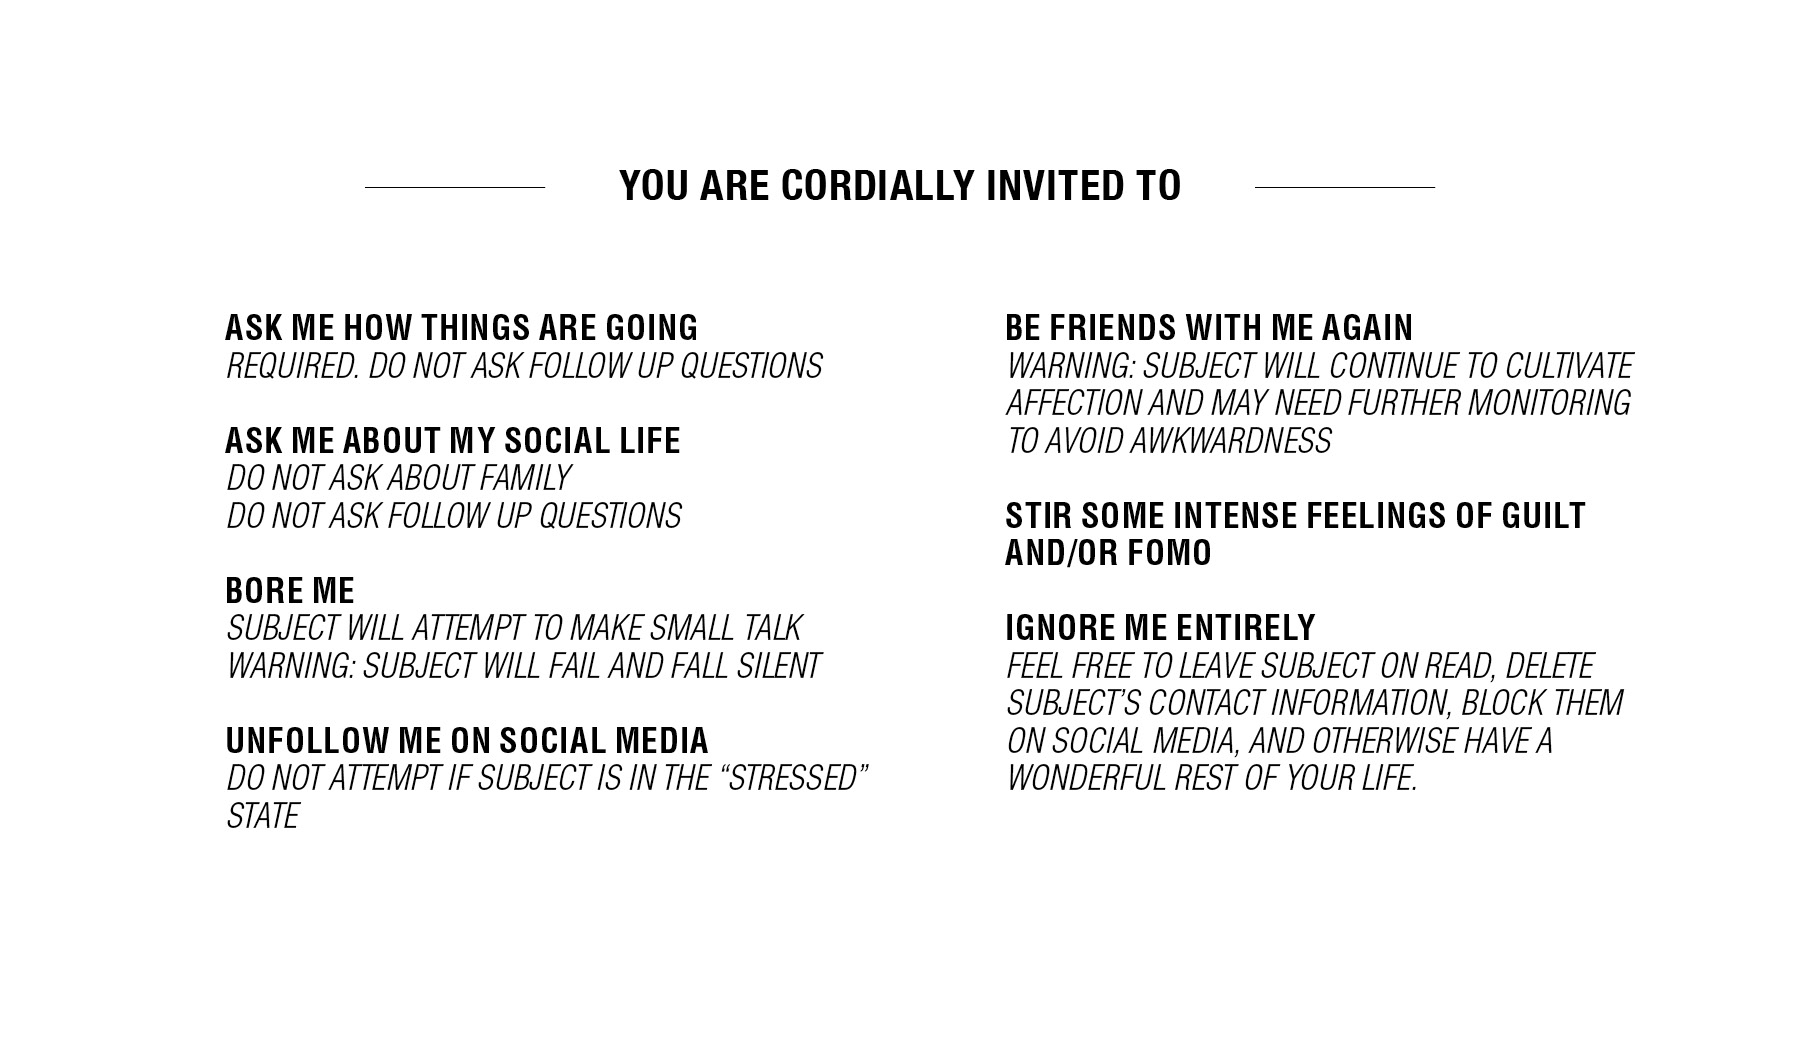 YOU ARE CORDIALLY INVITED TO
ASK ME HOW THINGS ARE GOING
REQUIRED. DO NOT ASK FOLLOW UP QUESTIONS
ASK ME ABOUT MY SOCIAL LIFE
DO NOT ASK ABOUT FAMILY
DO NOT ASK FOLLOW UP QUESTIONS
BORE ME
SUBJECT WILL ATTEMPT TO MAKE SMALL TALK
WARNING: SUBJECT WILL FAIL AND FALL SILENT
UNFOLLOW ME ON SOCIAL MEDIA
DO NOT ATTEMPT IF SUBJECT IS IN THE “STRESSED”
STATE
BE FRIENDS WITH ME AGAIN
WARNING: SUBJECT WILL CONTINUE TO CULTIVATE
AFFECTION AND MAY NEED FURTHER MONITORING
TO AVOID AWKWARDNESS
STIR SOME INTENSE FEELINGS OF GUILT
AND/OR FOMO
IGNORE ME ENTIRELY
FEEL FREE TO LEAVE SUBJECT ON READ, DELETE
SUBJECT’S CONTACT INFORMATION, BLOCK THEM
ON SOCIAL MEDIA, AND OTHERWISE HAVE A
WONDERFUL REST OF YOUR LIFE.